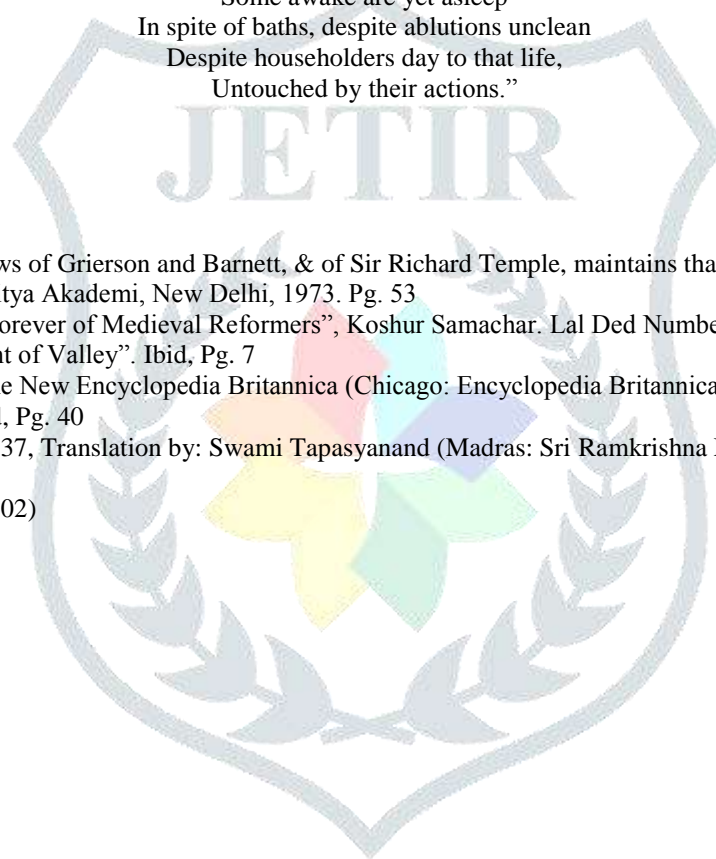 Some awake are yet asleep
In spite of baths, despite ablutions unclean
Despite householders day to that life,
Untouched by their actions.”
JETIR
ws of Grierson and Barnett, & of Sir Richard Temple, maintains tha
tya Akademi, New Delhi, 1973. Pg. 53
orever of Medieval Reformers”, Koshur Samachar. Lal Ded Numbe
t of Valley”. Ibid, Pg. 7
e New Encyclopedia Britannica (Chicago: Encyclopedia Britannica
, Pg. 40
37, Translation by: Swami Tapasyanand (Madras: Sri Ramkrishna
02)